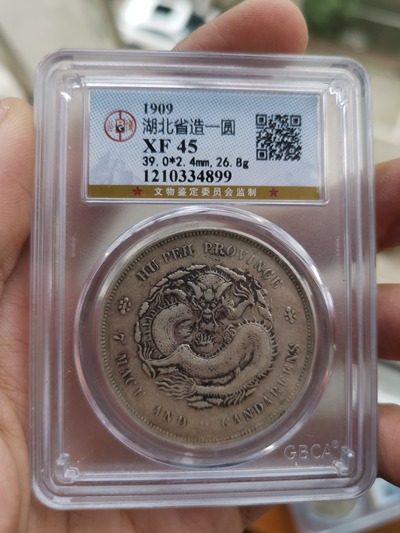 1909
湖北省造一圆
XF 45
39.0*2.4mm,26.8g
1210334899
★ 文物鉴定委员会监制 ★
HU-PEH PROVINCE
7 MACE AND 2 CANDAREENS
GBCA